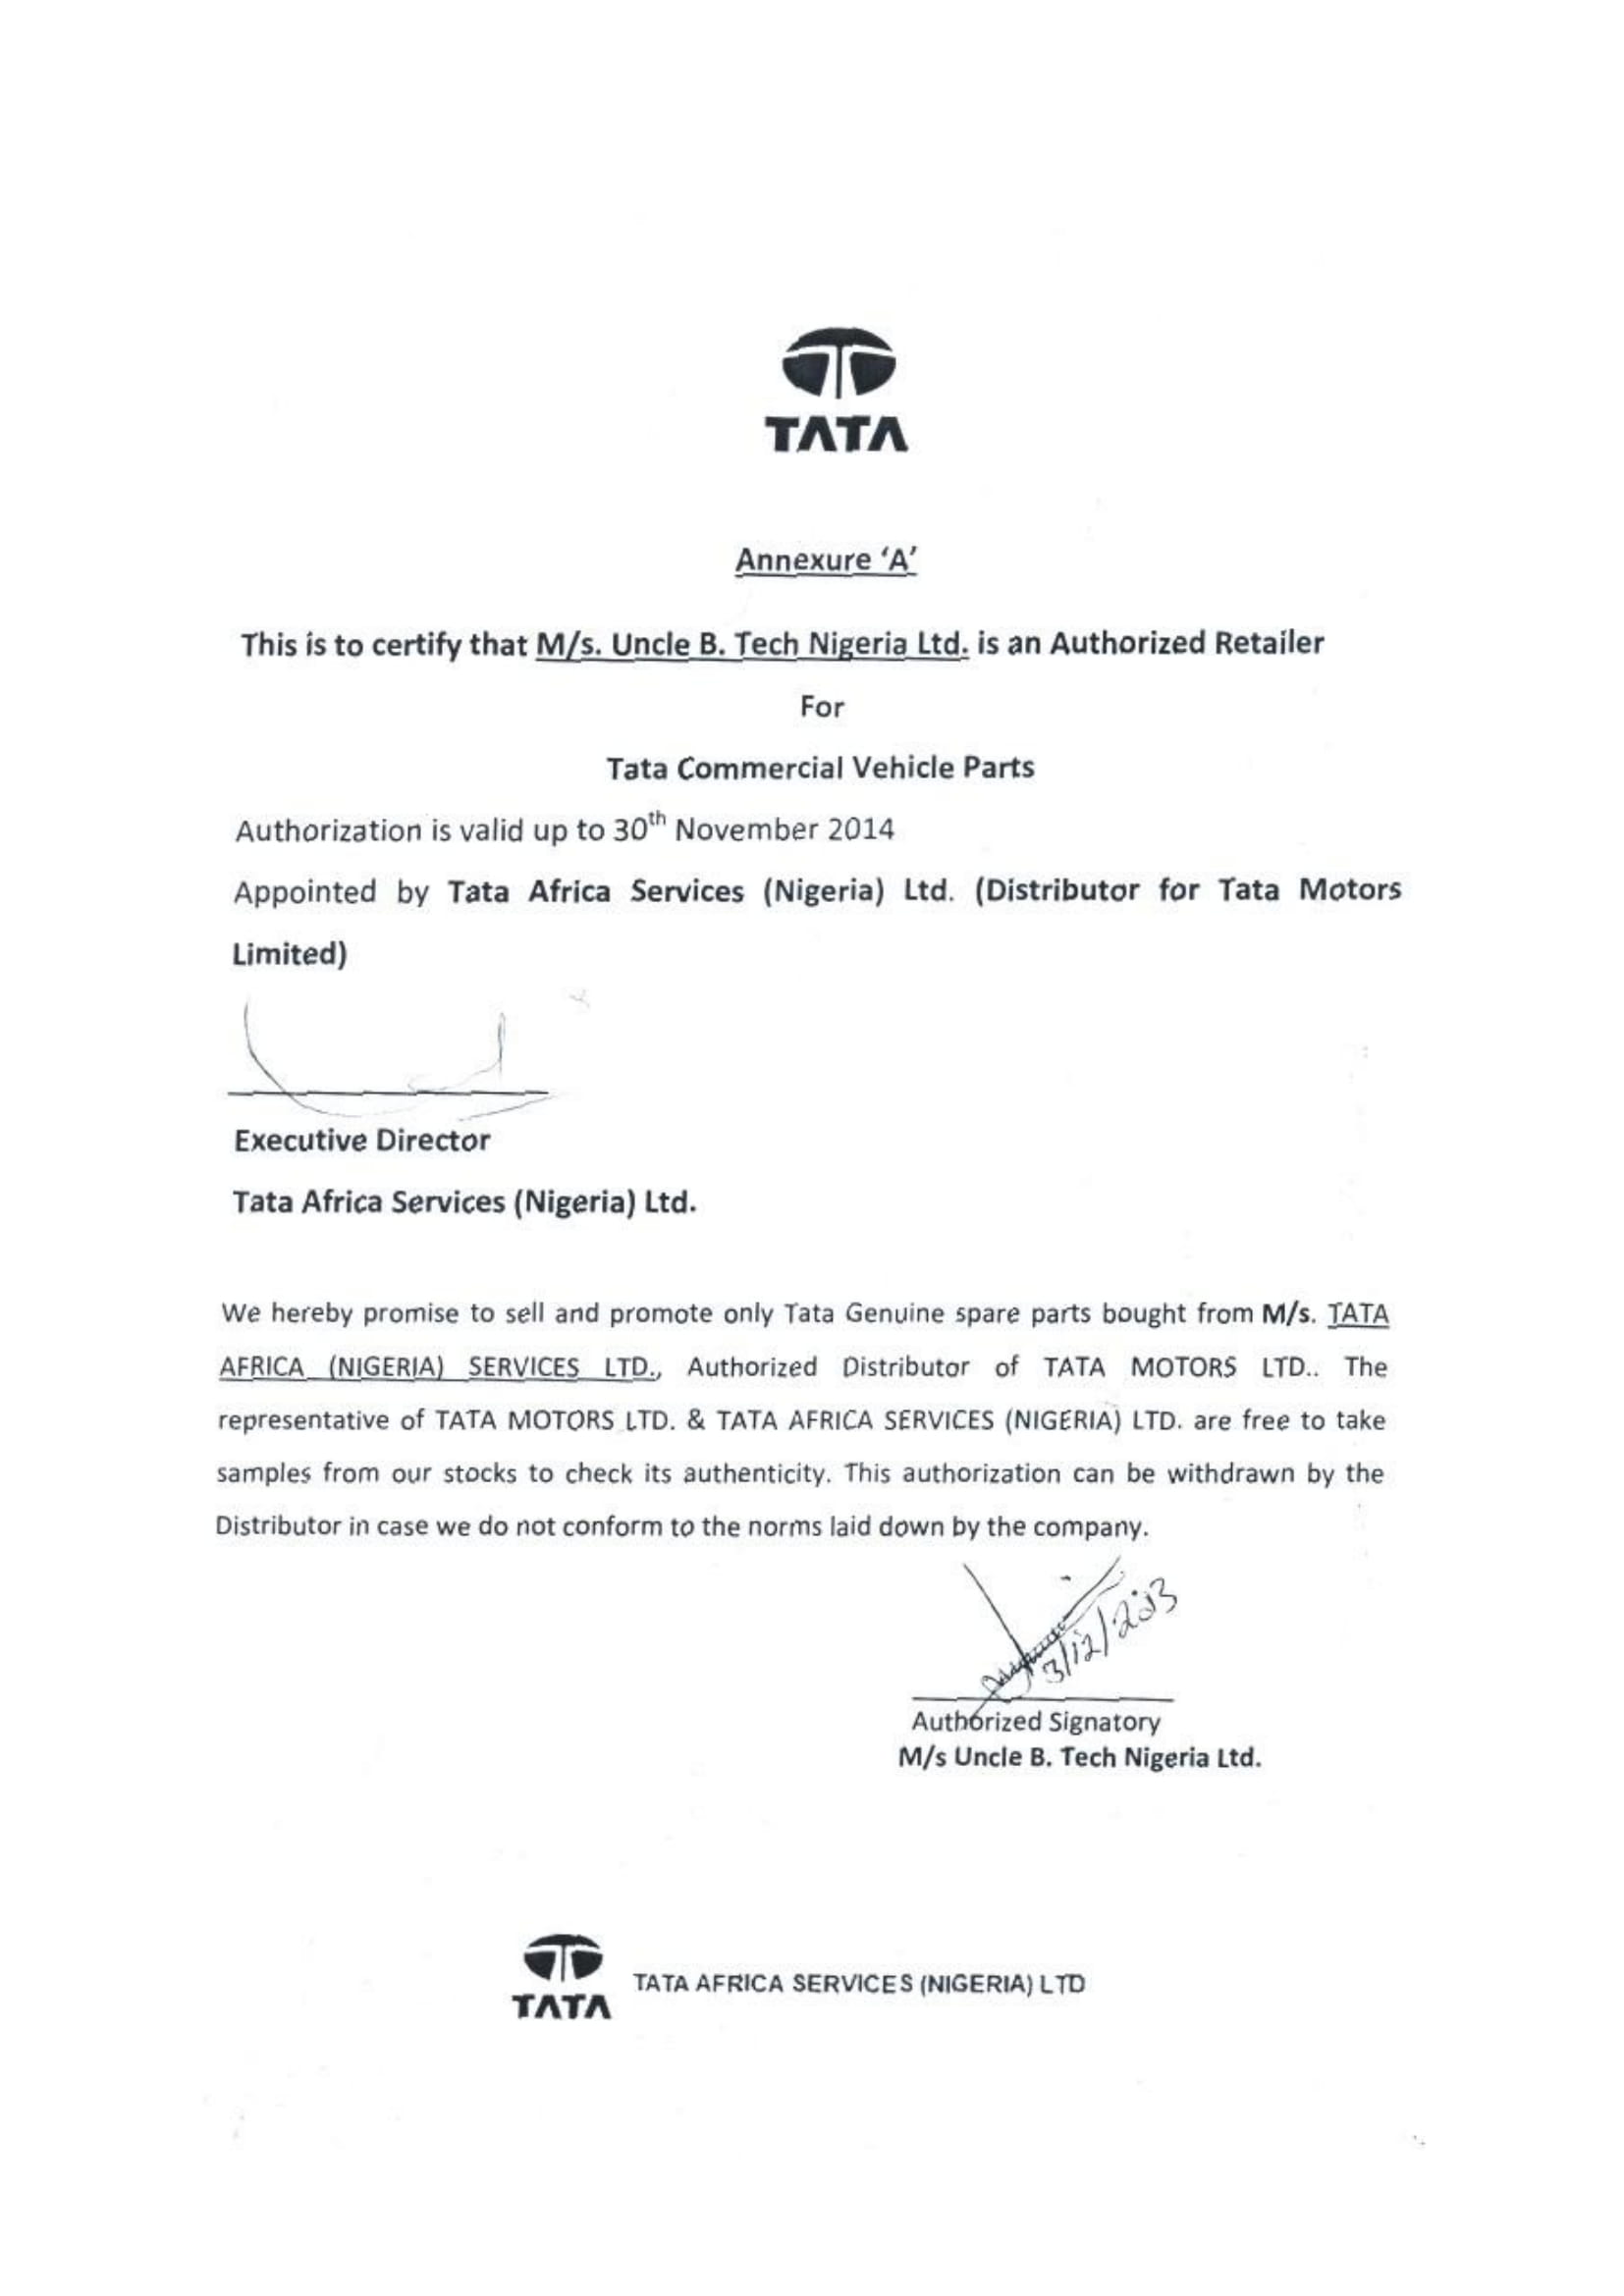 TATA
Annexure ‘A’
This is to certify that M/s. Uncle B. Tech Nigeria Ltd. is an Authorized Retailer
For
Tata Commercial Vehicle Parts
Authorization is valid up to 30th November 2014
Appointed by Tata Africa Services (Nigeria) Ltd. (Distributor for Tata Motors
Limited)
Executive Director
Tata Africa Services (Nigeria) Ltd.
We hereby promise to sell and promote only Tata Genuine spare parts bought from M/s. TATA
AFRICA (NIGERIA) SERVICES LTD., Authorized Distributor of TATA MOTORS LTD.. The
representative of TATA MOTORS LTD. & TATA AFRICA SERVICES (NIGERIA) LTD. are free to take
samples from our stocks to check its authenticity. This authorization can be withdrawn by the
Distributor in case we do not conform to the norms laid down by the company.
3/12/2013
Authorized Signatory
M/s Uncle B. Tech Nigeria Ltd.
TATA
TATA AFRICA SERVICES (NIGERIA) LTD